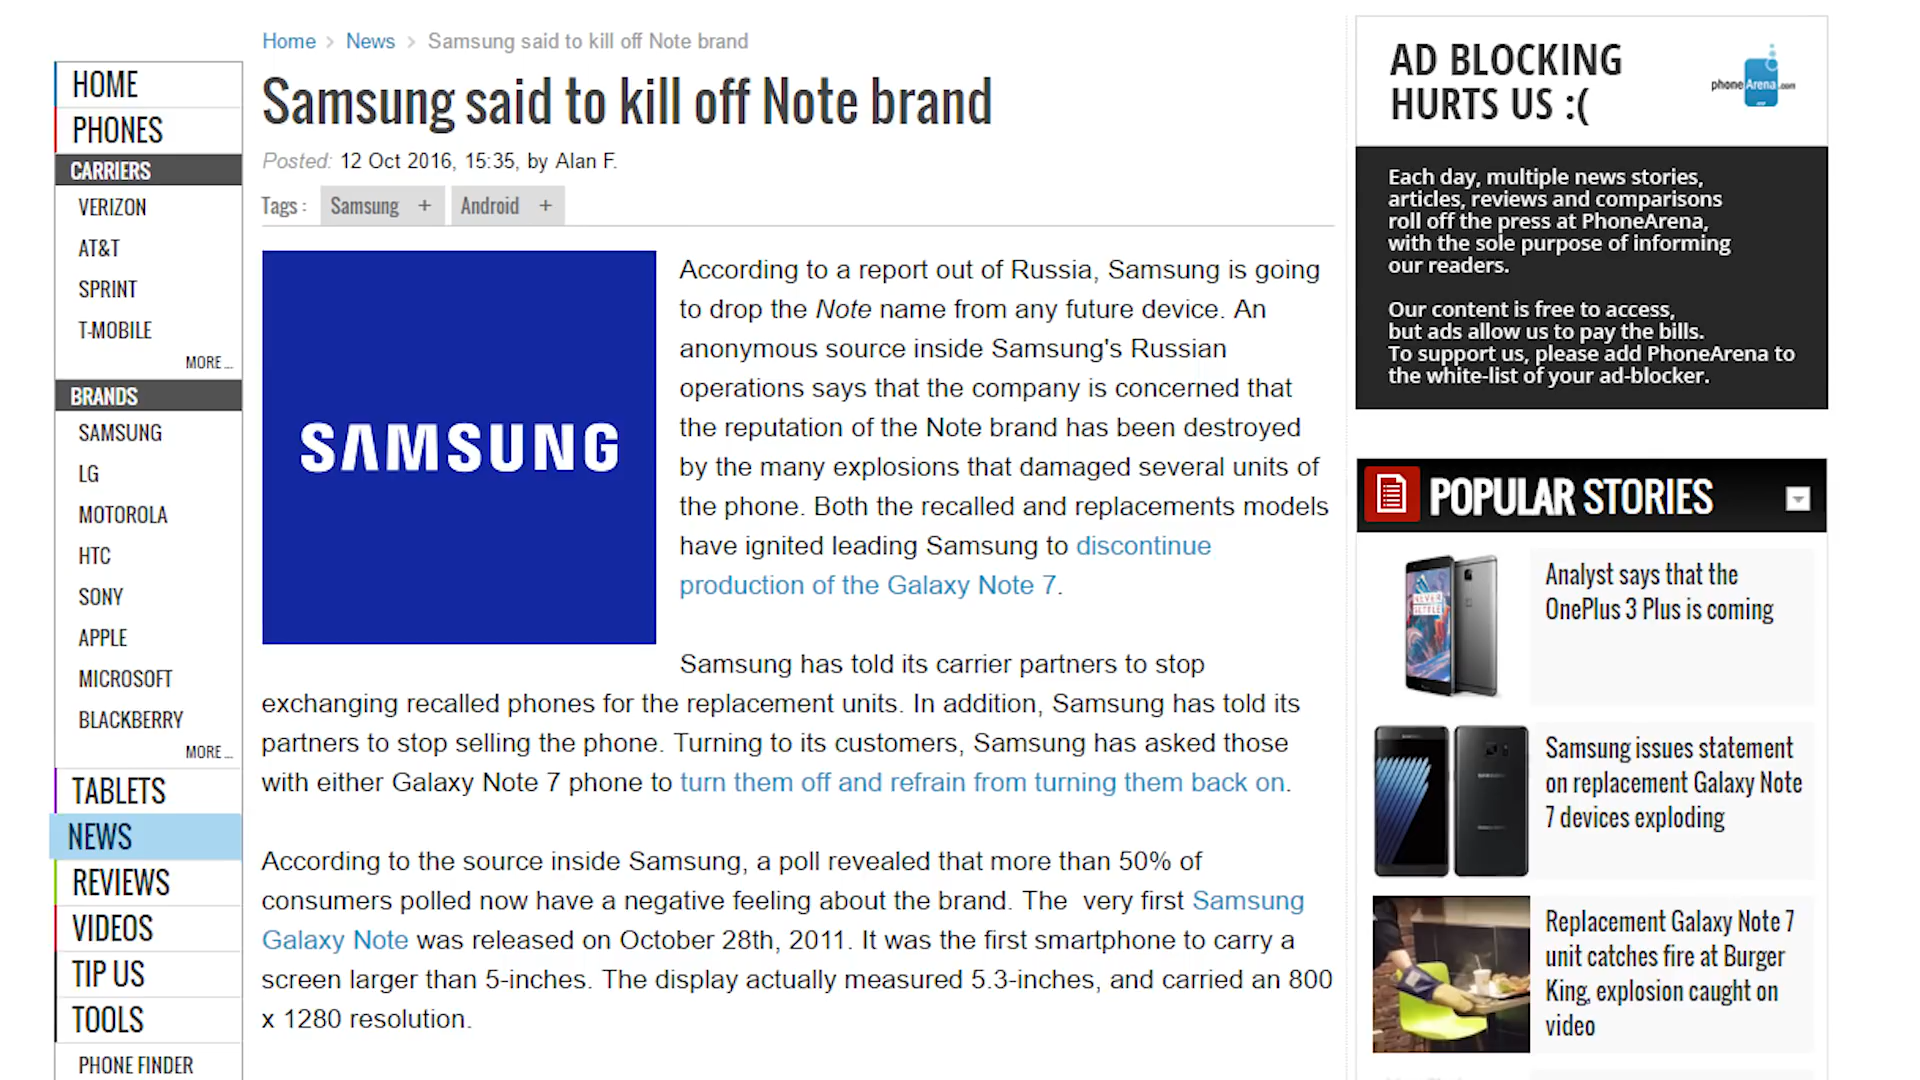 Home > News > Samsung said to kill off Note brand
HOME
PHONES
CARRIERS
VERIZON
AT&T
SPRINT
T-MOBILE
MORE ...
BRANDS
SAMSUNG
LG
MOTOROLA
HTC
SONY
APPLE
MICROSOFT
BLACKBERRY
MORE ...
TABLETS
NEWS
REVIEWS
VIDEOS
TIP US
TOOLS
PHONE FINDER
Samsung said to kill off Note brand
Posted: 12 Oct 2016, 15:35, by Alan F.
Tags : Samsung + Android +
SAMSUNG
According to a report out of Russia, Samsung is going
to drop the Note name from any future device. An
anonymous source inside Samsung's Russian
operations says that the company is concerned that
the reputation of the Note brand has been destroyed
by the many explosions that damaged several units of
the phone. Both the recalled and replacements models
have ignited leading Samsung to discontinue
production of the Galaxy Note 7.
Samsung has told its carrier partners to stop
exchanging recalled phones for the replacement units. In addition, Samsung has told its
partners to stop selling the phone. Turning to its customers, Samsung has asked those
with either Galaxy Note 7 phone to turn them off and refrain from turning them back on.
According to the source inside Samsung, a poll revealed that more than 50% of
consumers polled now have a negative feeling about the brand. The very first Samsung
Galaxy Note was released on October 28th, 2011. It was the first smartphone to carry a
screen larger than 5-inches. The display actually measured 5.3-inches, and carried an 800
x 1280 resolution.
AD BLOCKING
HURTS US :(
phoneArena.com
Each day, multiple news stories,
articles, reviews and comparisons
roll off the press at PhoneArena,
with the sole purpose of informing
our readers.
Our content is free to access,
but ads allow us to pay the bills.
To support us, please add PhoneArena to
the white-list of your ad-blocker.
POPULAR STORIES
NEVER
SETTLE
Analyst says that the
OnePlus 3 Plus is coming
Samsung issues statement
on replacement Galaxy Note
7 devices exploding
Replacement Galaxy Note 7
unit catches fire at Burger
King, explosion caught on
video